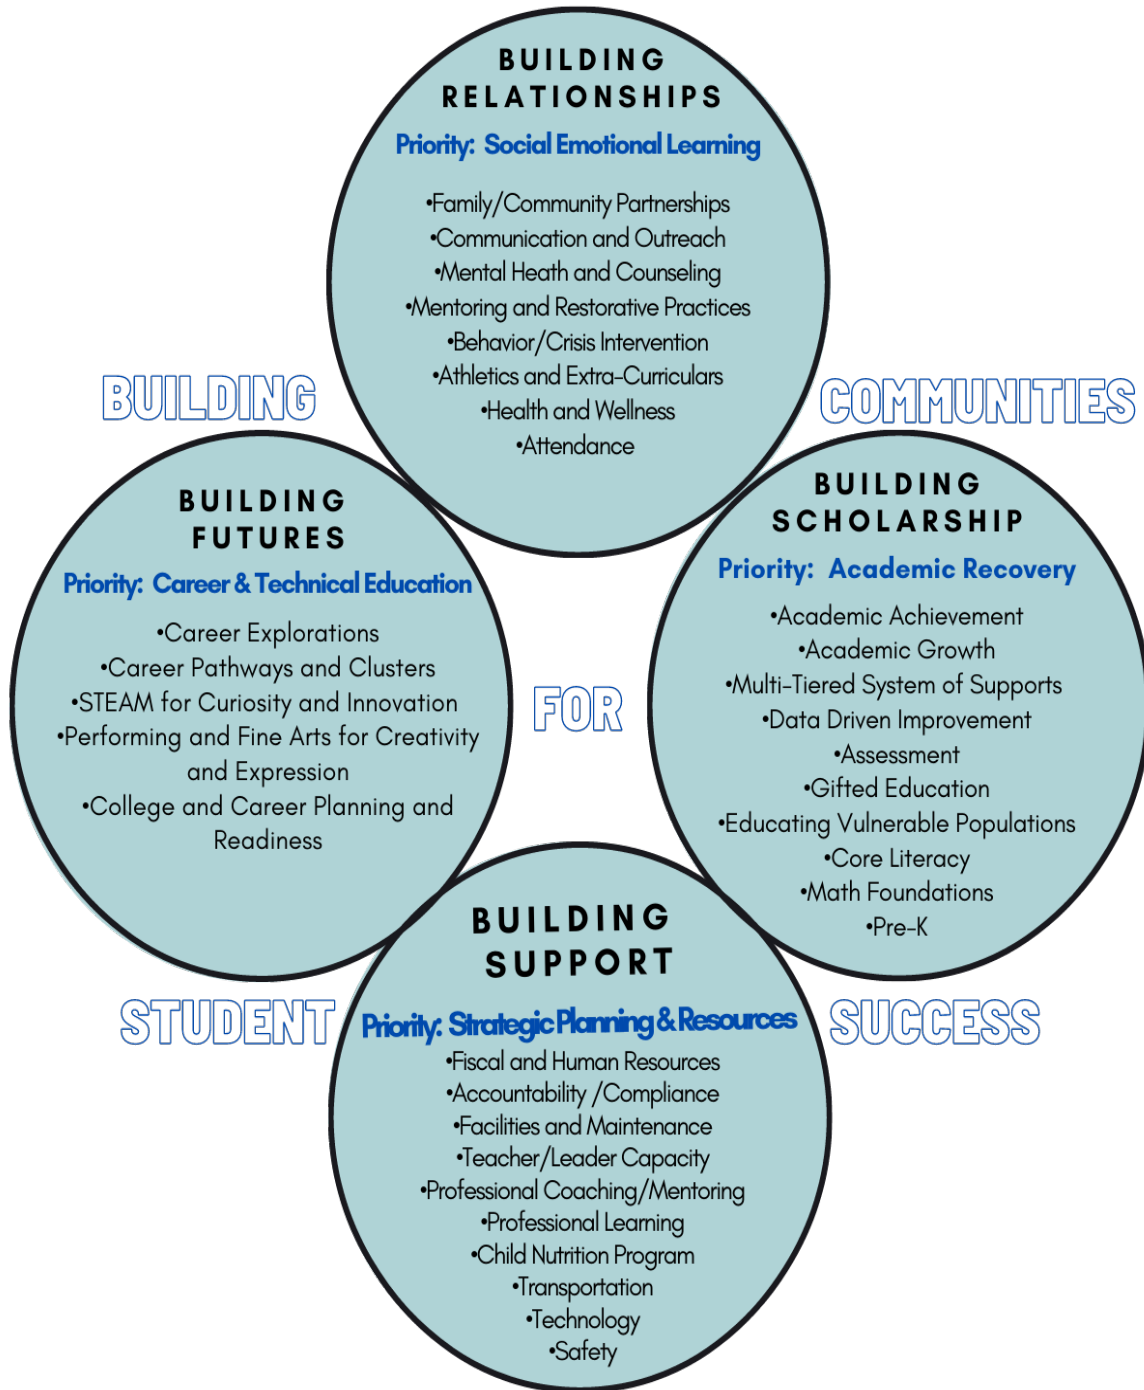 BUILDING
RELATIONSHIPS
Priority: Social Emotional Learning
•Family/Community Partnerships
•Communication and Outreach
•Mental Heath and Counseling
•Mentoring and Restorative Practices
•Behavior/Crisis Intervention
•Athletics and Extra-Curriculars
•Health and Wellness
•Attendance
BUILDING
COMMUNITIES
BUILDING
FUTURES
Priority: Career & Technical Education
•Career Explorations
•Career Pathways and Clusters
•STEAM for Curiosity and Innovation
•Performing and Fine Arts for Creativity
and Expression
•College and Career Planning and
Readiness
FOR
BUILDING
SCHOLARSHIP
Priority: Academic Recovery
•Academic Achievement
•Academic Growth
•Multi-Tiered System of Supports
•Data Driven Improvement
•Assessment
•Gifted Education
•Educating Vulnerable Populations
•Core Literacy
•Math Foundations
•Pre-K
STUDENT
SUCCESS
BUILDING
SUPPORT
Priority: Strategic Planning & Resources
•Fiscal and Human Resources
•Accountability /Compliance
•Facilities and Maintenance
•Teacher/Leader Capacity
•Professional Coaching/Mentoring
•Professional Learning
•Child Nutrition Program
•Transportation
•Technology
•Safety